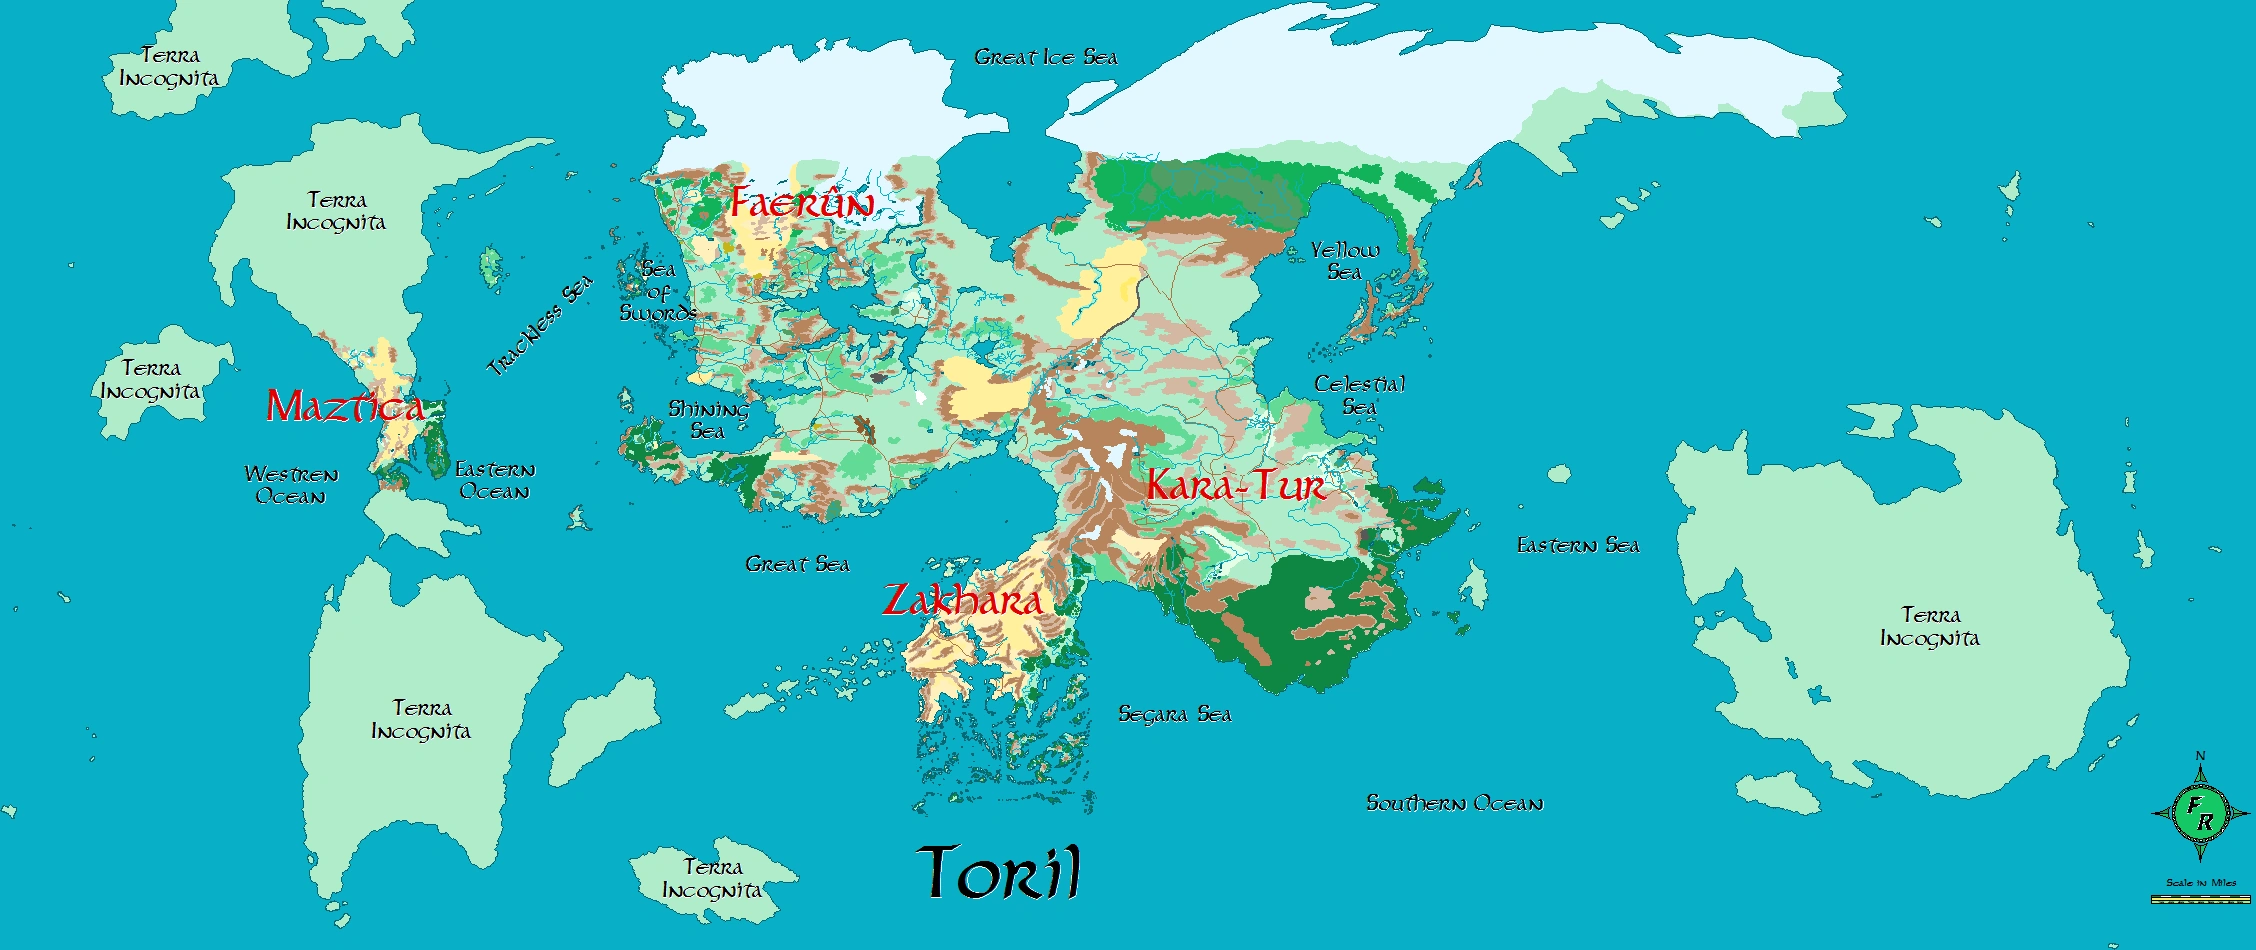 Great Ice Sea
Terra
Incognita
Terra
Incognita
Faerûn
Yellow
Sea
Sea
of
Swords
Trackless Sea
Terra
Incognita
Maztica
Shining
Sea
Celestial
Sea
Westren
Ocean
Eastern
Ocean
Kara-Tur
Great Sea
Eastern Sea
Zakhara
Terra
Incognita
Terra
Incognita
Segara Sea
Southern Ocean
Terra
Incognita
Toril
N
F
R
Scale in Miles